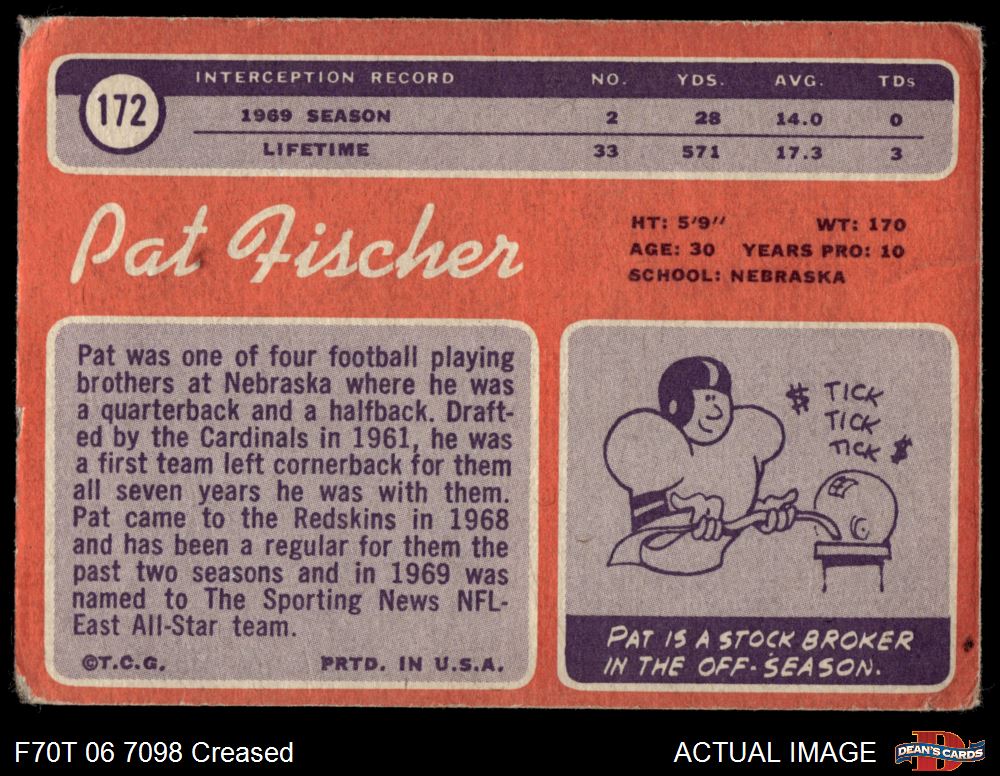 172
INTERCEPTION RECORD NO. YDS. AVG. TDs
1969 SEASON 2 28 14.0 0
LIFETIME 33 571 17.3 3
Pat Fischer
HT: 5'9" WT: 170
AGE: 30 YEARS PRO: 10
SCHOOL: NEBRASKA
Pat was one of four football playing
brothers at Nebraska where he was
a quarterback and a halfback. Draft-
ed by the Cardinals in 1961, he was
a first team left cornerback for them
all seven years he was with them.
Pat came to the Redskins in 1968
and has been a regular for them the
past two seasons and in 1969 was
named to The Sporting News NFL-
East All-Star team.
©T.C.G. PRTD. IN U.S.A.
$ TICK
TICK
TICK $
PAT IS A STOCK BROKER
IN THE OFF-SEASON.
F70T 06 7098 Creased
ACTUAL IMAGE
D
DEAN'S CARDS